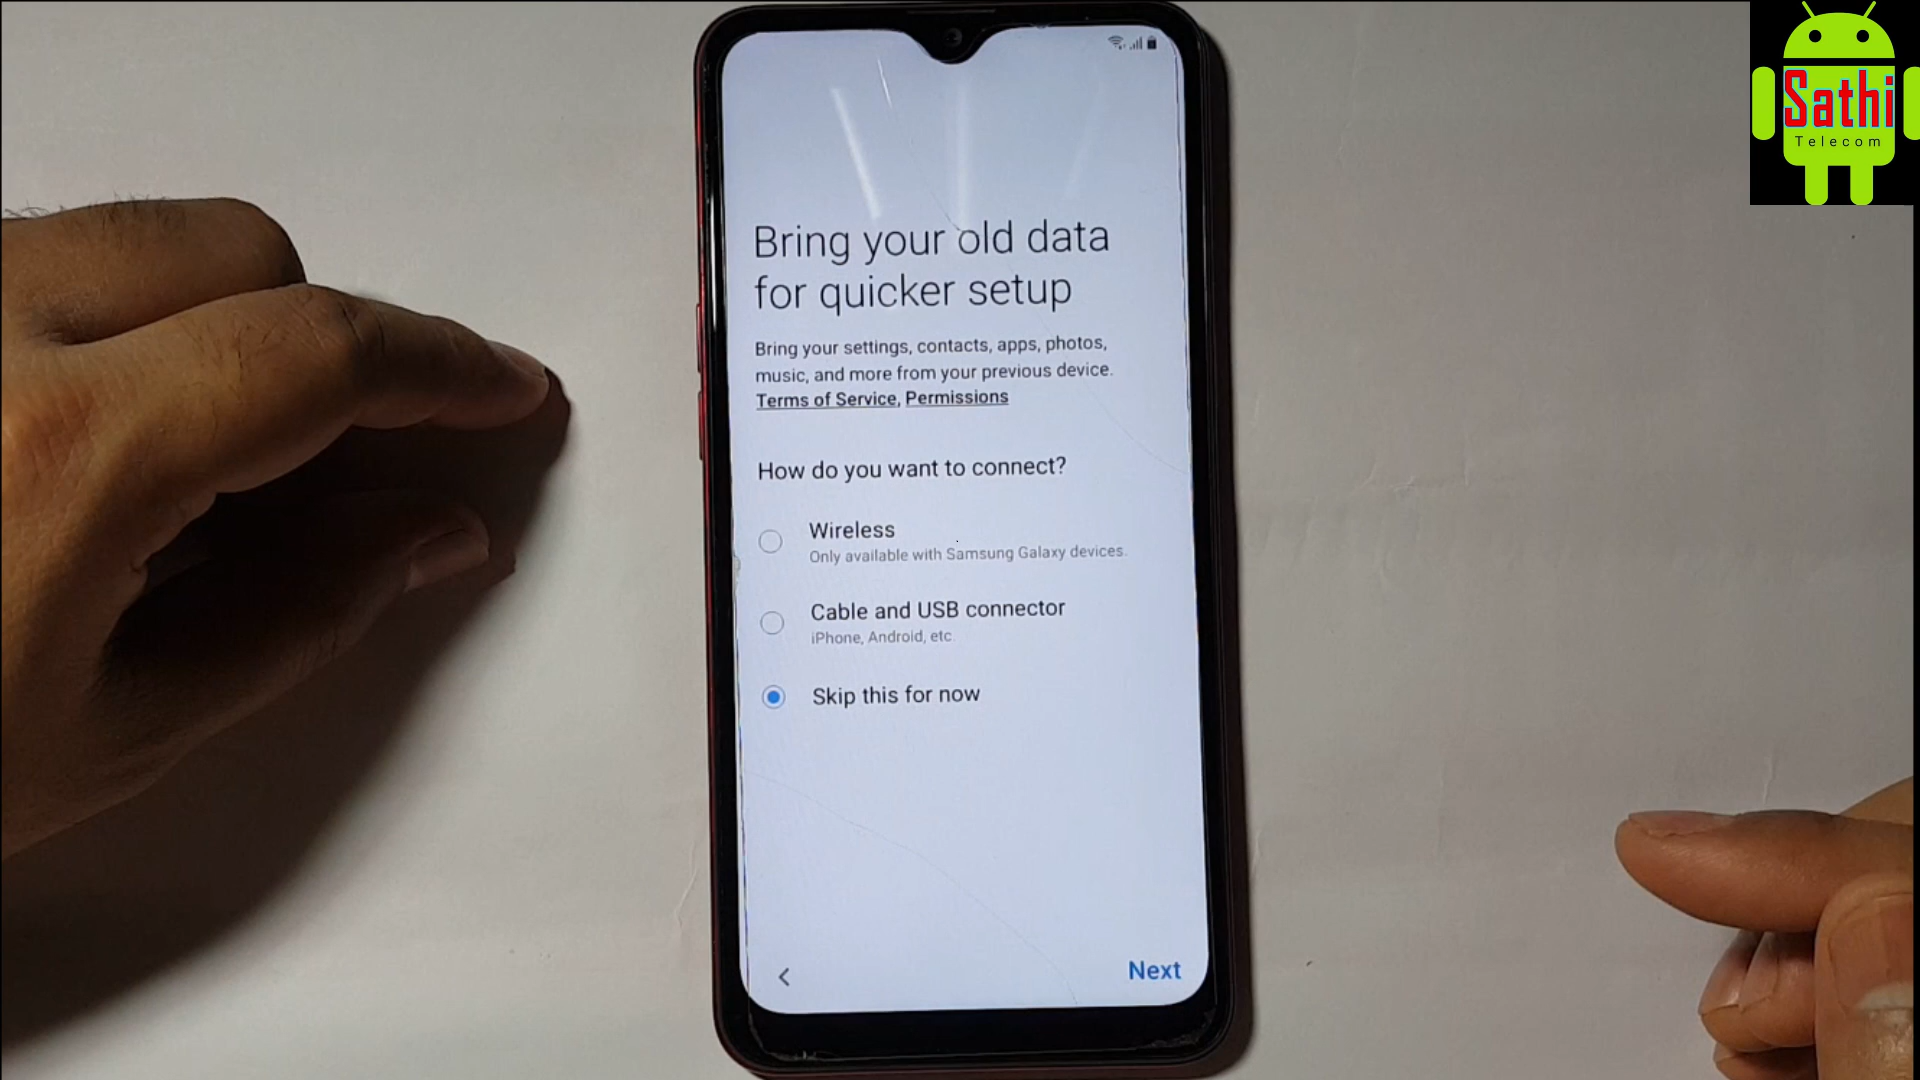 Sathi
Telecom
Bring your old data
for quicker setup
Bring your settings, contacts, apps, photos,
music, and more from your previous device.
Terms of Service, Permissions
How do you want to connect?
Wireless
Only available with Samsung Galaxy devices.
Cable and USB connector
iPhone, Android, etc
Skip this for now
Next